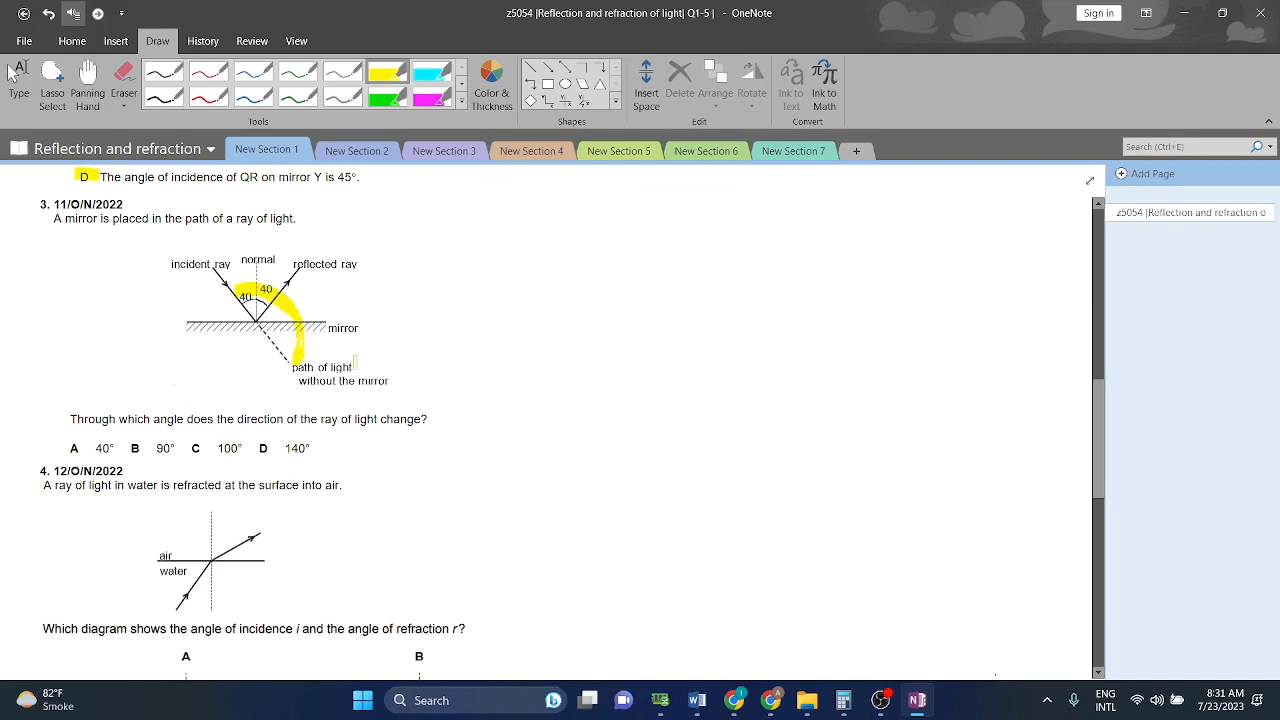 z5054 |Reflection and refraction of light| Q1-5 | - OneNote
Sign in
File Home Insert Draw History Review View
Type
Lasso Select
Panning Hand
Eraser
Color & Thickness
Insert Space
Delete
Arrange
Rotate
Ink to Text
Ink to Math
Tools
Shapes
Edit
Convert
Reflection and refraction
New Section 1
New Section 2
New Section 3
New Section 4
New Section 5
New Section 6
New Section 7
+
Search (Ctrl+E)
Add Page
z5054 |Reflection and refraction o
D The angle of incidence of QR on mirror Y is 45°.
3. 11/O/N/2022
A mirror is placed in the path of a ray of light.
incident ray normal reflected ray
40 40
mirror
path of light
without the mirror
Through which angle does the direction of the ray of light change?
A 40° B 90° C 100° D 140°
4. 12/O/N/2022
A ray of light in water is refracted at the surface into air.
air
water
Which diagram shows the angle of incidence i and the angle of refraction r?
A B
82°F
Smoke
Search
ENG
INTL
8:31 AM
7/23/2023